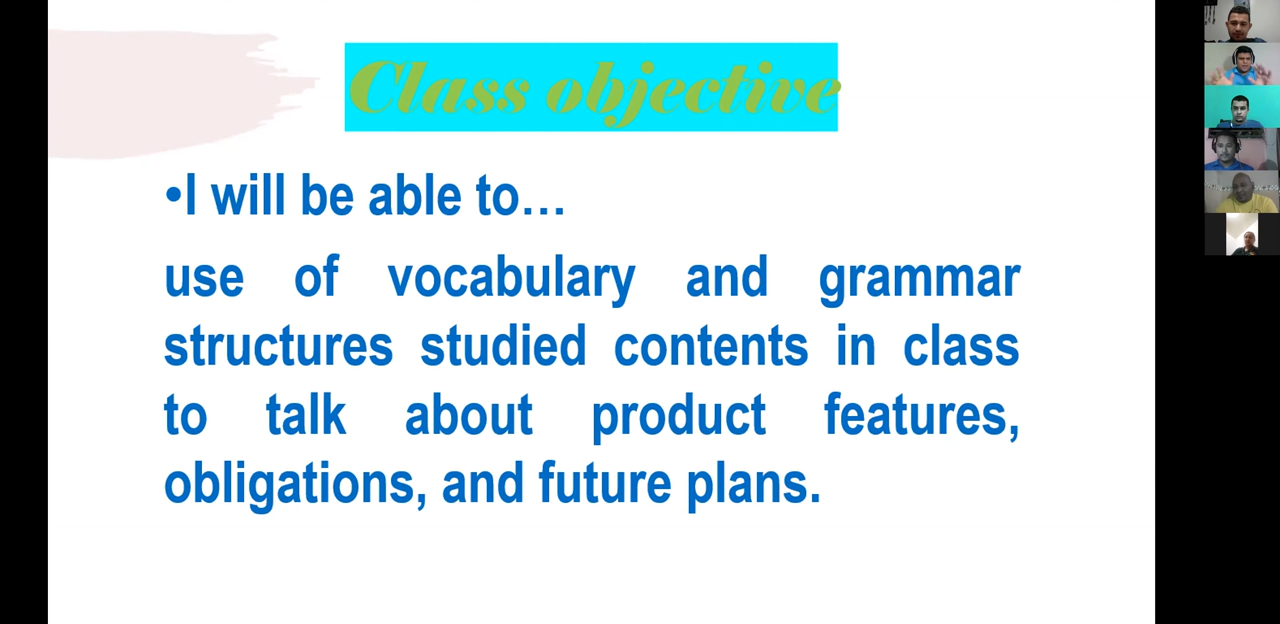 Class objective
•I will be able to…
use of vocabulary and grammar
structures studied contents in class
to talk about product features,
obligations, and future plans.